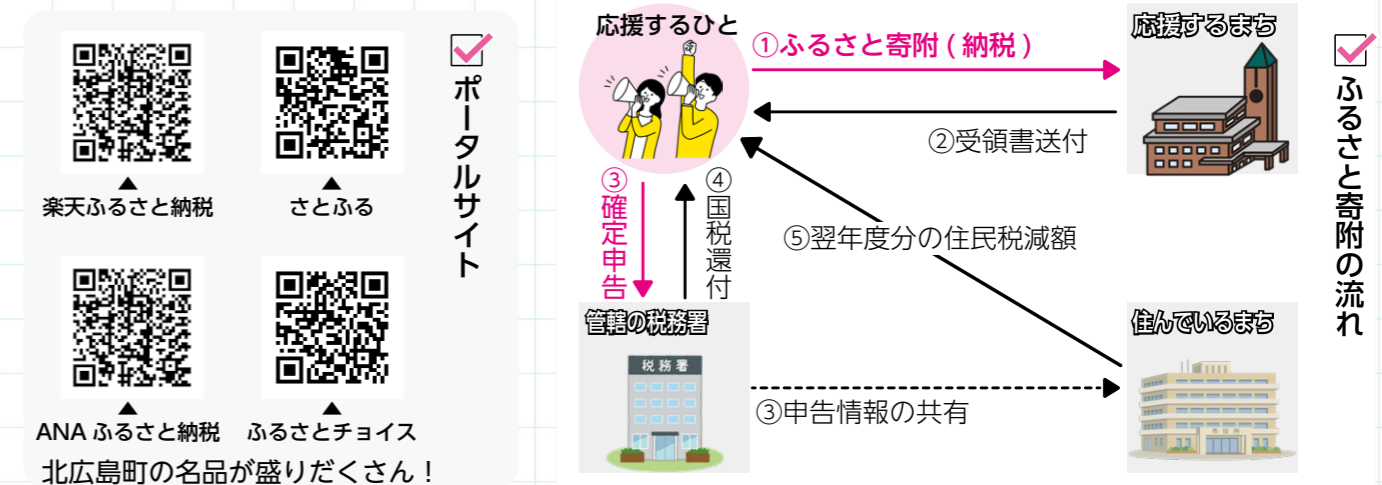 ふるさと寄附の流れ
応援するひと
①ふるさと寄附(納税)
応援するまち
②受領書送付
③確定申告
④国税還付
⑤翌年度分の住民税減額
管轄の税務署
税務署
③申告情報の共有
住んでいるまち
市役所
ポータルサイト
楽天ふるさと納税
さとふる
ANAふるさと納税
ふるさとチョイス
北広島町の名品が盛りだくさん！